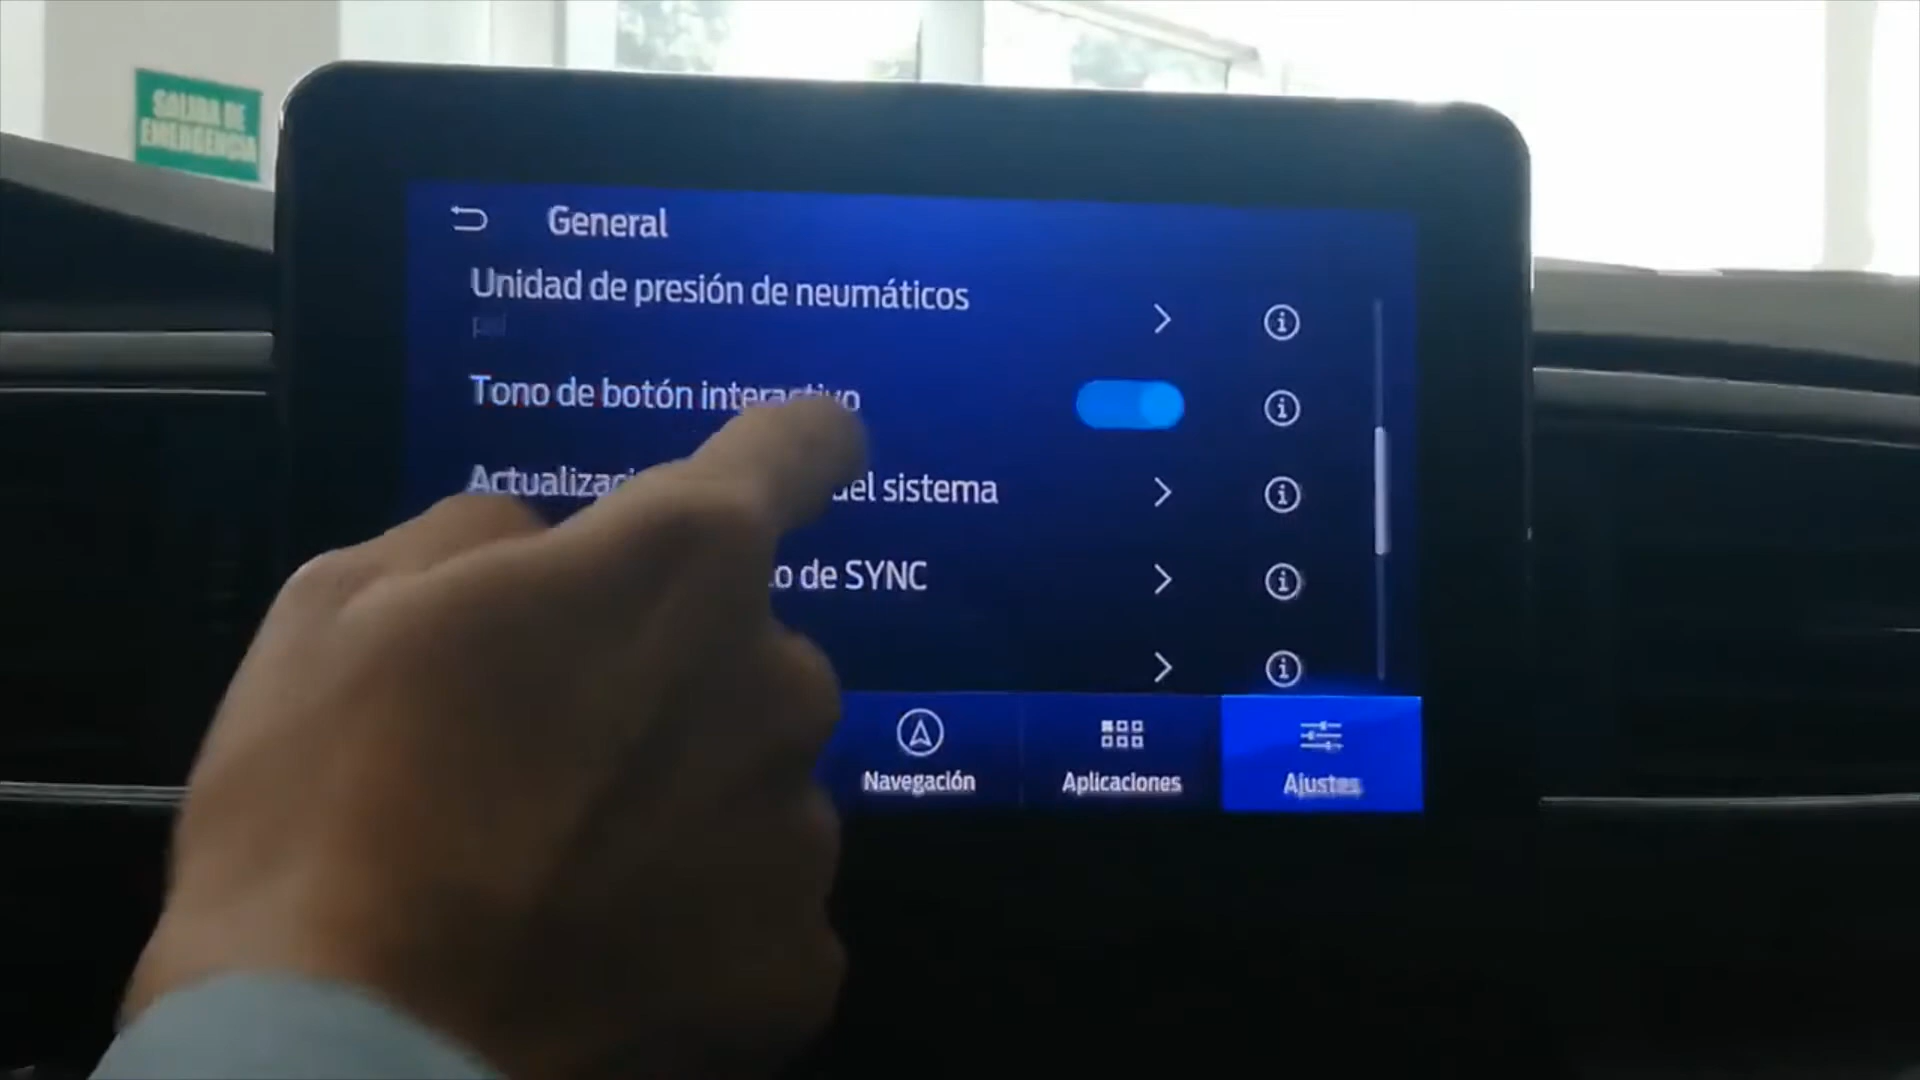 SALIDA DE
EMERGENCIA
General
Unidad de presión de neumáticos
psi
Tono de botón interactivo
del sistema
de SYNC
Navegación
Aplicaciones
Ajustes